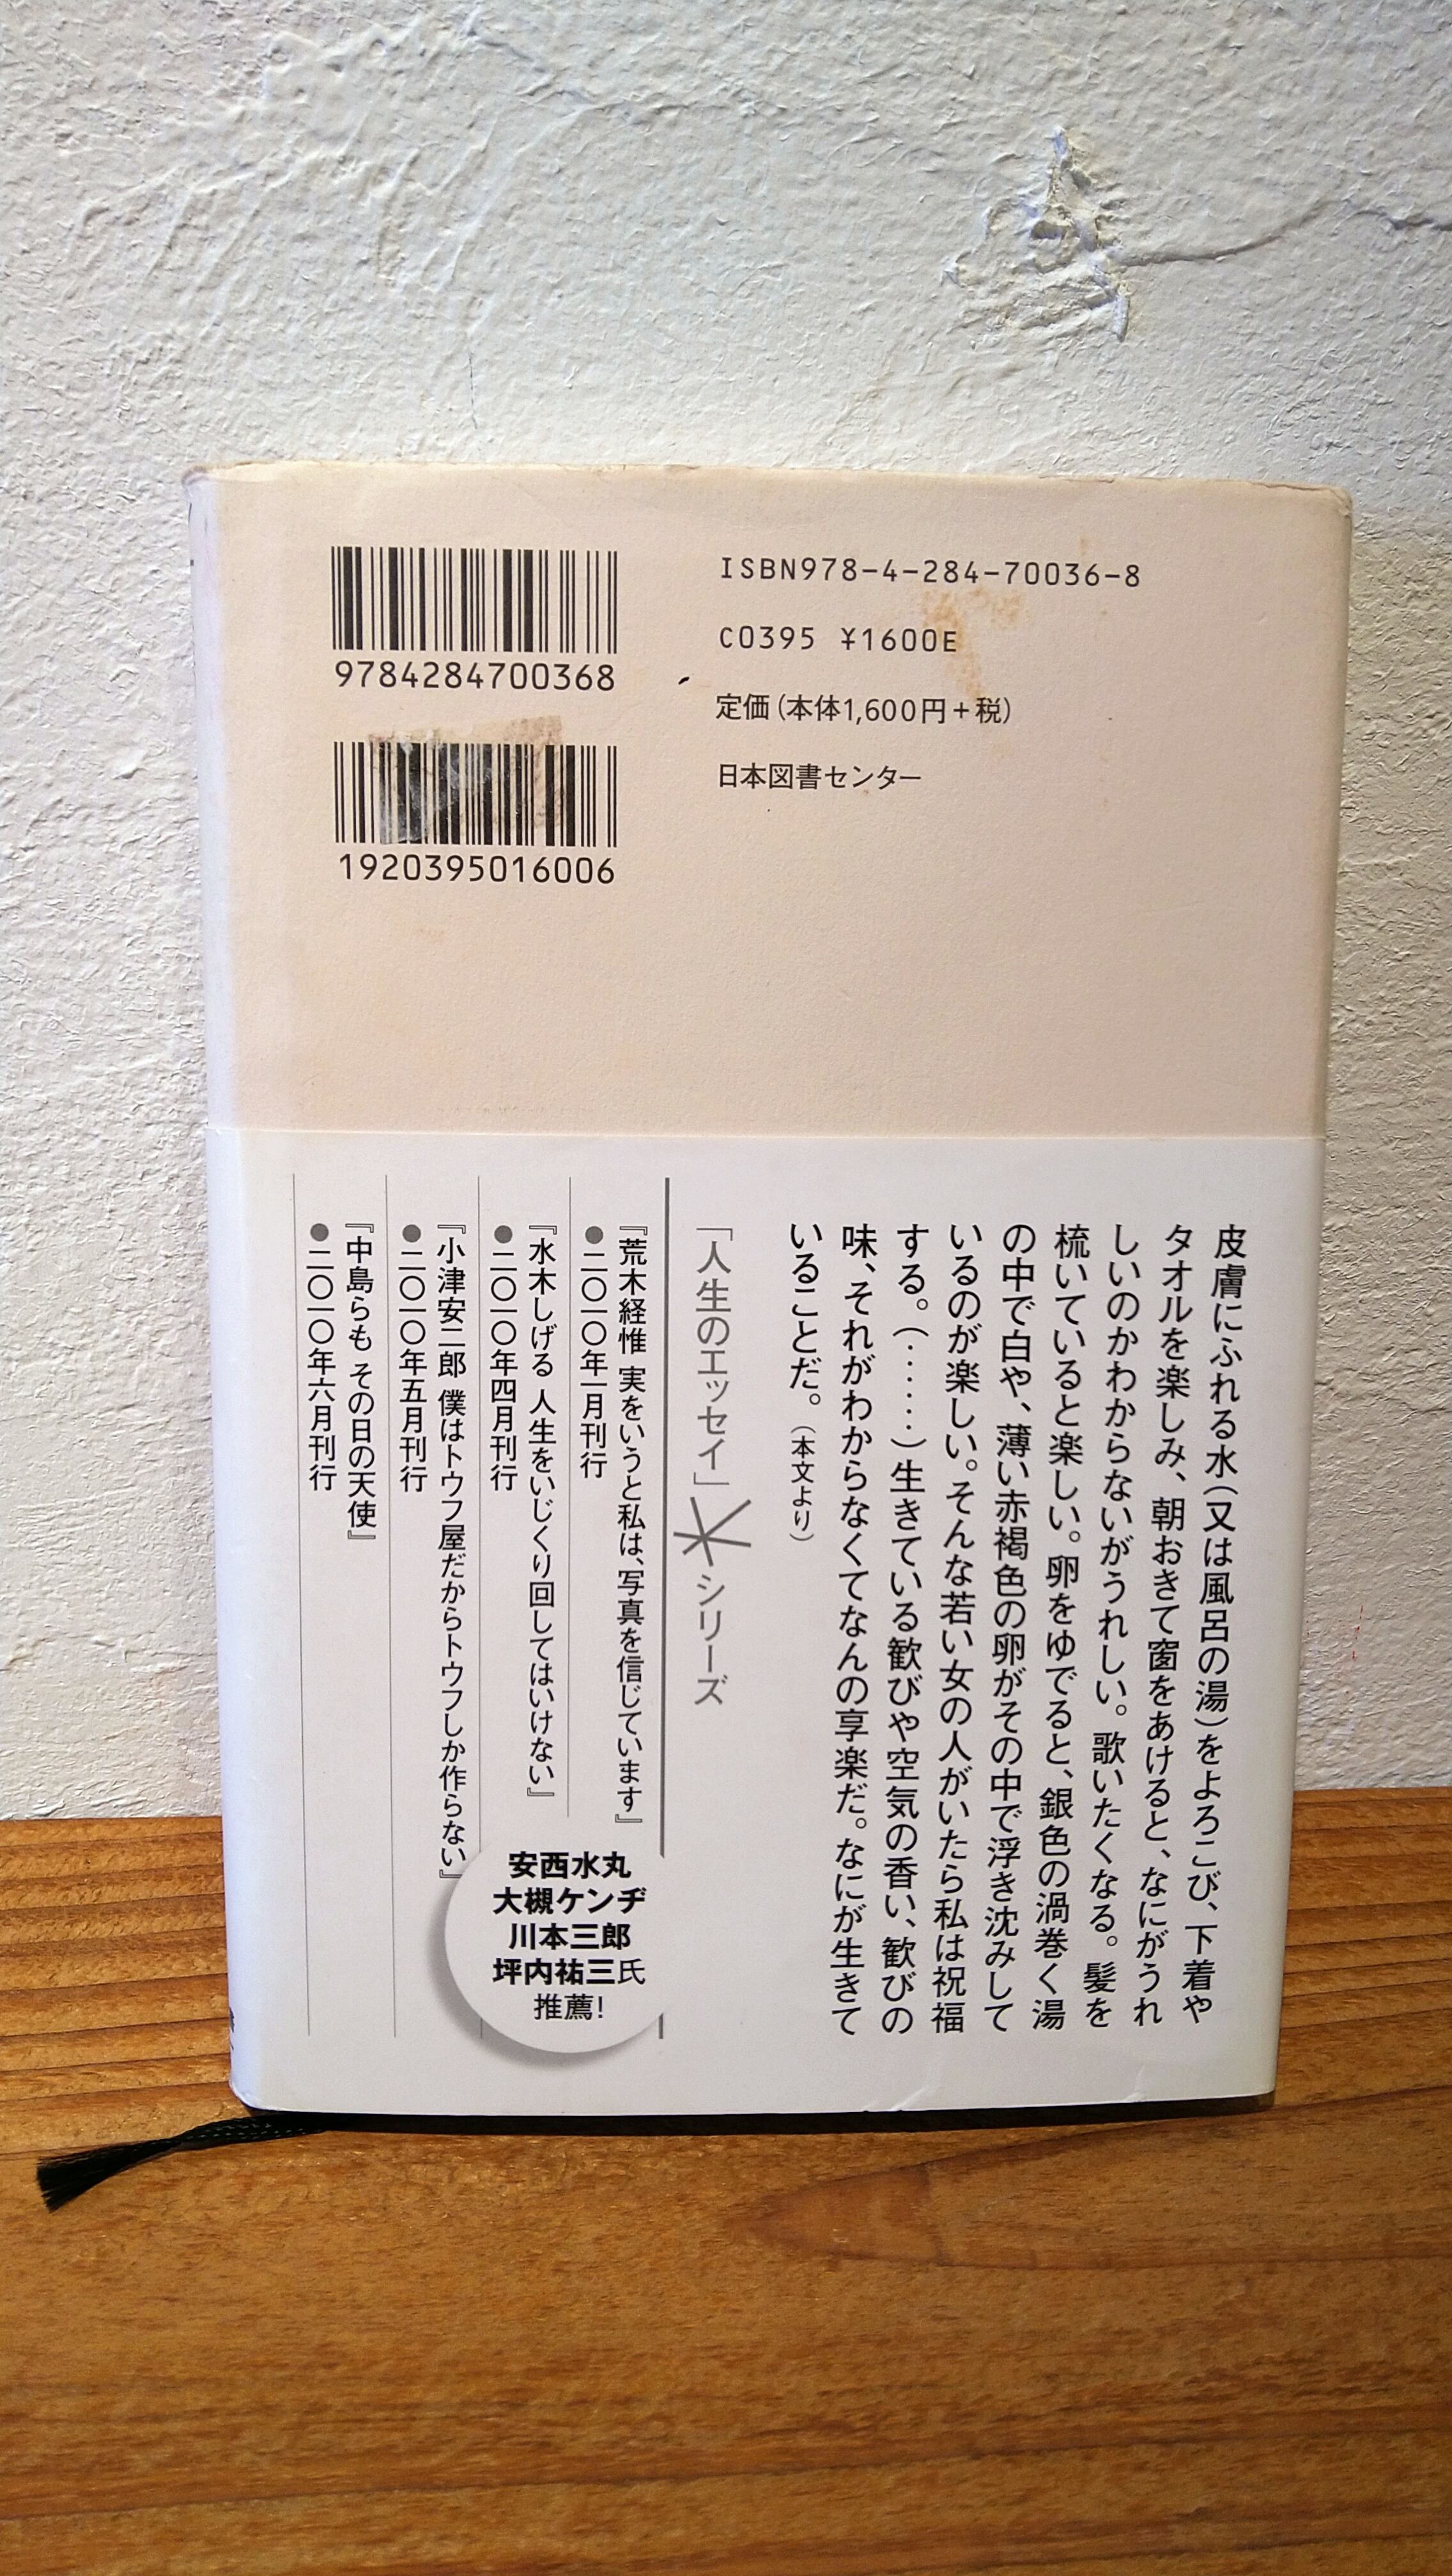 9784284700368
1920395016006
ISBN978-4-284-70036-8
C0395 ¥1600E
定価(本体1,600円+税)
日本図書センター
皮膚にふれる水(又は風呂の湯)をよろこび、下着や
タオルを楽しみ、朝おきて窗をあけると、なにがうれ
しいのかわからないがうれしい。歌いたくなる。髪を
梳いていると楽しい。卵をゆでると、銀色の渦巻く湯
の中で白や、薄い赤褐色の卵がその中で浮き沈みして
いるのが楽しい。そんな若い女の人がいたら私は祝福
する。(‥‥‥)生きている歓びや空気の香い、歓びの
味、それがわからなくてなんの享楽だ。なにが生きて
いることだ。(本文より)
「人生のエッセイ」シリーズ
『荒木経惟 実をいうと私は、写真を信じています』
●二〇一〇年一月刊行
『水木しげる 人生をいじくり回してはいけない』
●二〇一〇年四月刊行
『小津安二郎 僕はトウフ屋だからトウフしか作らない』
●二〇一〇年五月刊行
『中島らも その日の天使』
●二〇一〇年六月刊行
安西水丸
大槻ケンヂ
川本三郎
坪内祐三氏
推薦!